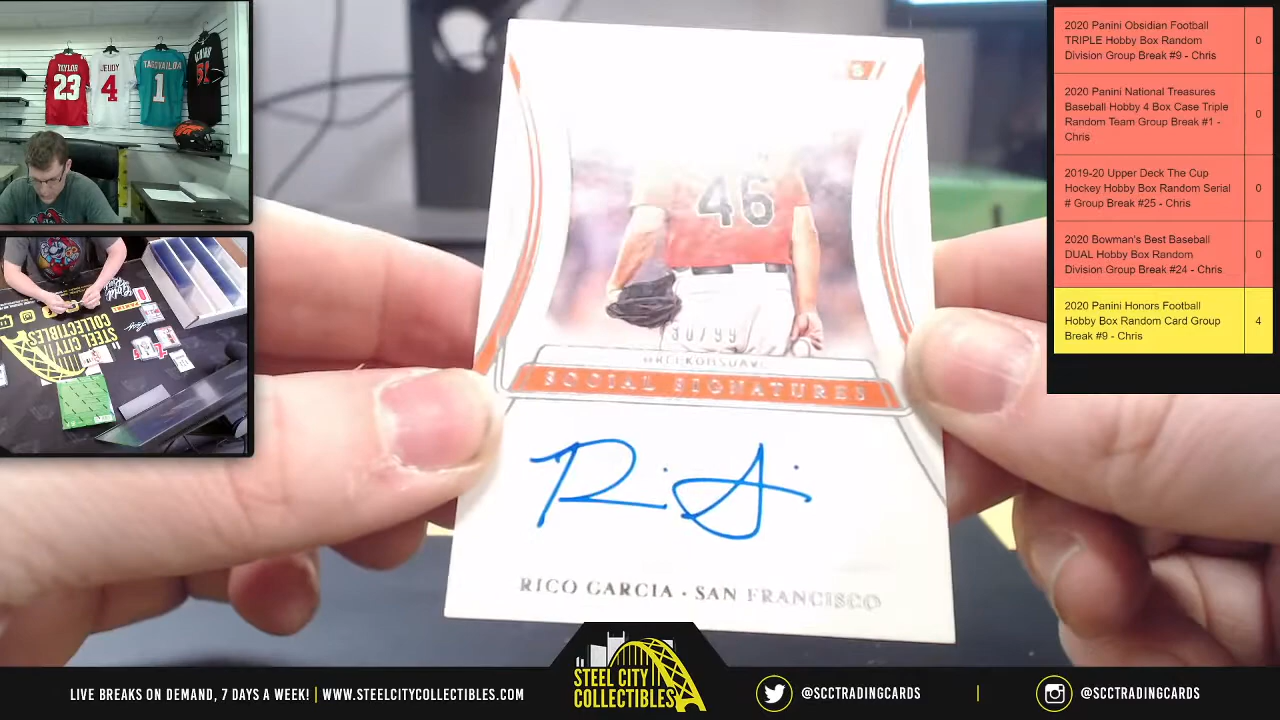 TAYLOR
23
JEUDY
4
TAGOVAILOA
1
51
STEEL CITY
COLLECTIBLES
46
30/99
SOCIAL SIGNATURES
RICO GARCIA · SAN FRANCISCO
2020 Panini Obsidian Football
TRIPLE Hobby Box Random
Division Group Break #9 - Chris
0
2020 Panini National Treasures
Baseball Hobby 4 Box Case Triple
Random Team Group Break #1 -
Chris
0
2019-20 Upper Deck The Cup
Hockey Hobby Box Random Serial
# Group Break #25 - Chris
0
2020 Bowman's Best Baseball
DUAL Hobby Box Random
Division Group Break #24 - Chris
0
2020 Panini Honors Football
Hobby Box Random Card Group
Break #9 - Chris
4
LIVE BREAKS ON DEMAND, 7 DAYS A WEEK! | WWW.STEELCITYCOLLECTIBLES.COM
STEEL CITY
COLLECTIBLES
@SCCTRADINGCARDS
|
@SCCTRADINGCARDS